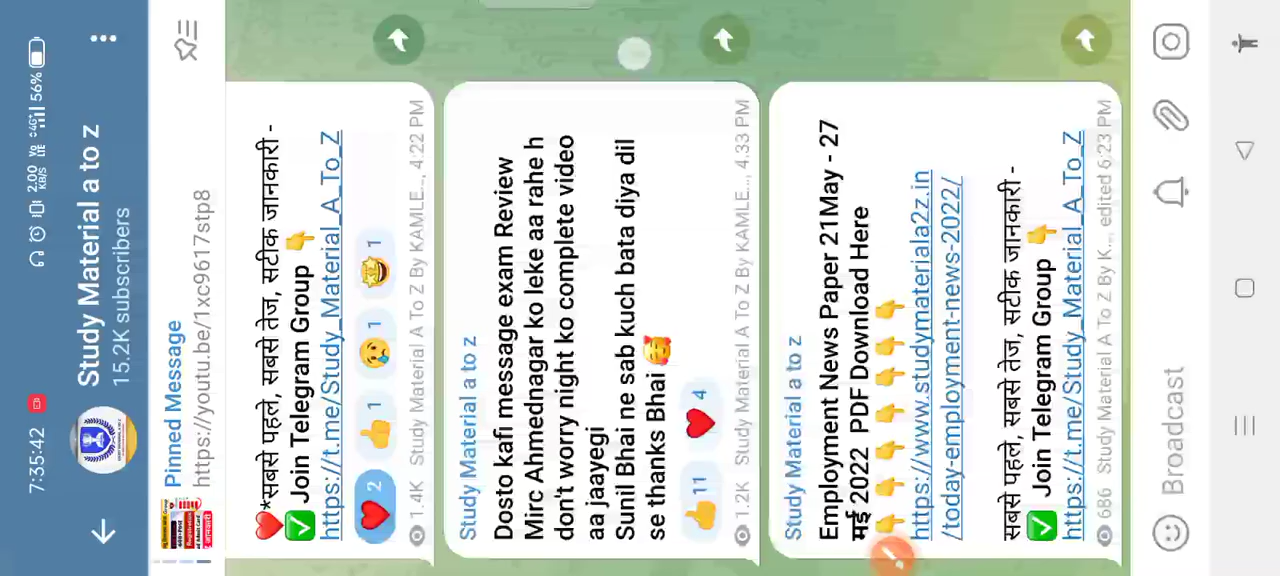 7:35:42 2.00 KB/S Vo LTE 4G+ 56%
Study Material a to z
15.2K subscribers
Pinned Message
https://youtu.be/1xc9617stp8
*सबसे पहले, सबसे तेज, सटीक जानकारी -
Join Telegram Group
https://t.me/Study_Material_A_To_Z
2 1 1 1
1.4K Study Material A To Z By KAMLE..., 4:22 PM
Study Material a to z
Dosto kafi message exam Review
Mirc Ahmednagar ko leke aa rahe h
don't worry night ko complete video
aa jaayegi
Sunil Bhai ne sab kuch bata diya dil
se thanks Bhai
11 4
1.2K Study Material A To Z By KAMLE..., 4:33 PM
Study Material a to z
Employment News Paper 21May - 27
मई 2022 PDF Download Here
https://www.studymateriala2z.in
/today-employment-news-2022/
सबसे पहले, सबसे तेज, सटीक जानकारी -
Join Telegram Group
https://t.me/Study_Material_A_To_Z
686 Study Material A To Z By K..., edited 6:23 PM
Broadcast